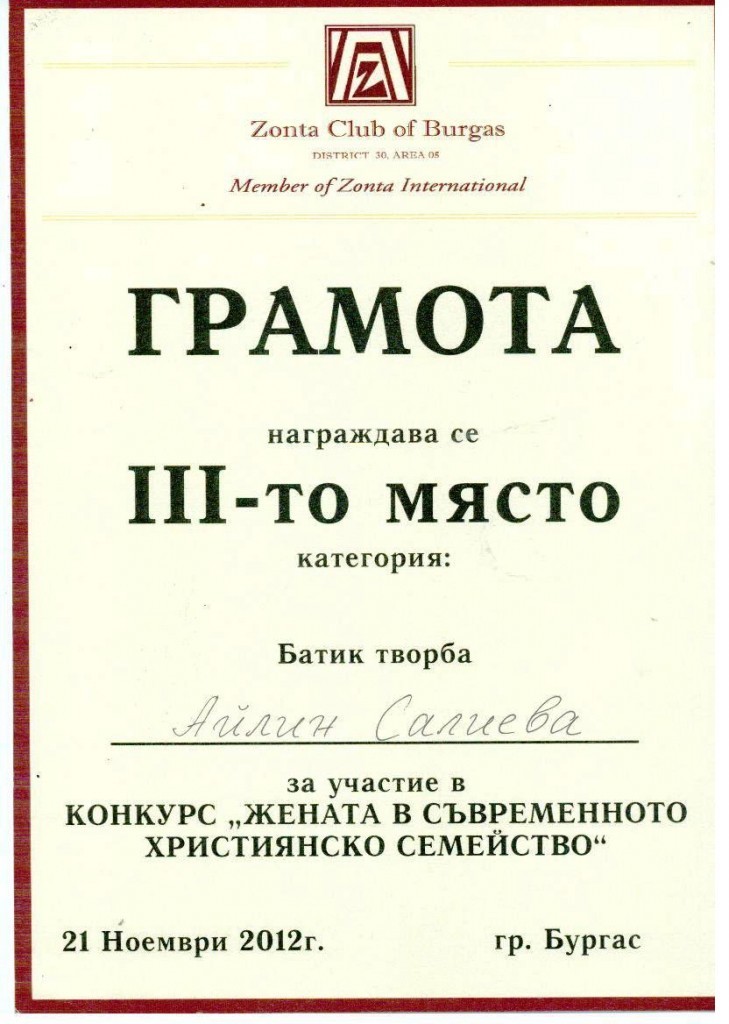 Zonta Club of Burgas
DISTRICT 30, AREA 05
Member of Zonta International
ГРАМОТА
награждава се
III-то място
категория:
Батик творба
Айлин Салиева
за участие в
КОНКУРС „ЖЕНАТА В СЪВРЕМЕННОТО
ХРИСТИЯНСКО СЕМЕЙСТВО“
21 Ноември 2012г. гр. Бургас